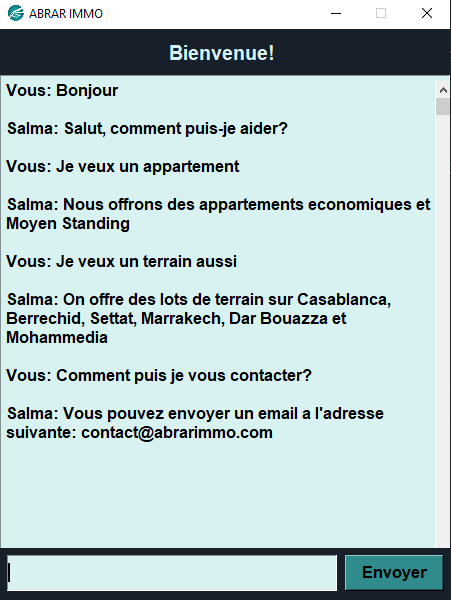 ABRAR IMMO
Bienvenue!
Vous: Bonjour
Salma: Salut, comment puis-je aider?
Vous: Je veux un appartement
Salma: Nous offrons des appartements economiques et
Moyen Standing
Vous: Je veux un terrain aussi
Salma: On offre des lots de terrain sur Casablanca,
Berrechid, Settat, Marrakech, Dar Bouazza et
Mohammedia
Vous: Comment puis je vous contacter?
Salma: Vous pouvez envoyer un email a l'adresse
suivante: contact@abrarimmo.com
Envoyer